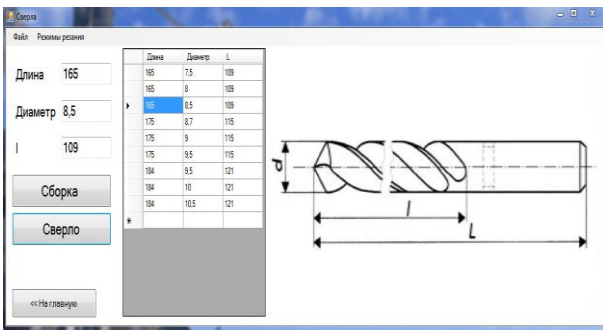 Сверла
Файл Режимы резания
Длина 165
Диаметр 8,5
l 109
Сборка
Сверло
<< На главную
Длина Диаметр L
165 7,5 109
165 8 109
165 8,5 109
175 8,7 115
175 9 115
175 9,5 115
184 9,5 121
184 10 121
184 10,5 121
d
l
L